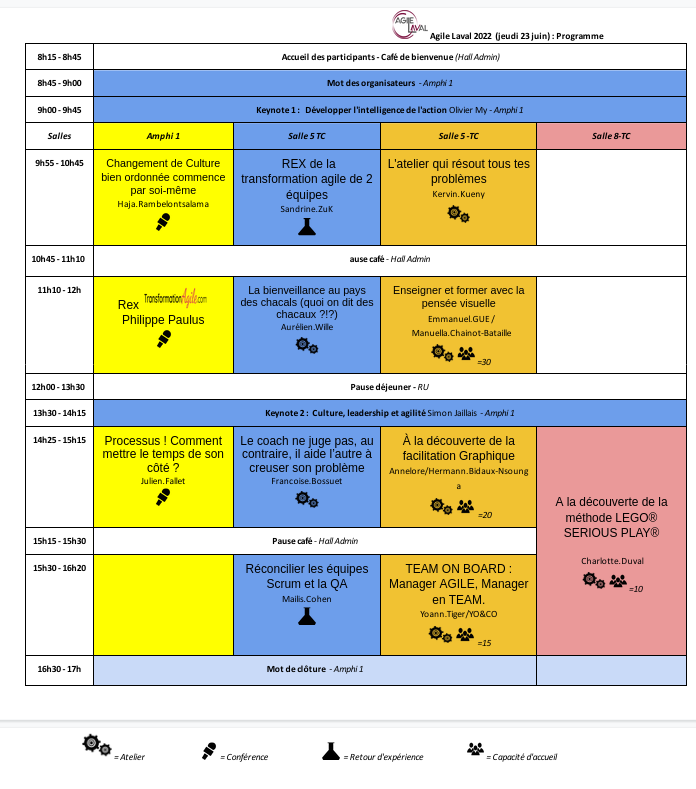 AGILE LAVAL
Agile Laval 2022 (jeudi 23 juin) : Programme
8h15 - 8h45
Accueil des participants - Café de bienvenue (Hall Admin)
8h45 - 9h00
Mot des organisateurs - Amphi 1
9h00 - 9h45
Keynote 1 : Développer l'intelligence de l'action Olivier My - Amphi 1
Salles
Amphi 1
Salle 5 TC
Salle 5 -TC
Salle 8-TC
9h55 - 10h45
Changement de Culture
bien ordonnée commence
par soi-même
Haja.Rambelontsalama
REX de la
transformation agile de 2
équipes
Sandrine.ZuK
L'atelier qui résout tous tes
problèmes
Kervin.Kueny
10h45 - 11h10
ause café - Hall Admin
11h10 - 12h
Rex TransformationAgile.com
Philippe Paulus
La bienveillance au pays
des chacals (quoi on dit des
chacaux ?!?)
Aurélien.Wille
Enseigner et former avec la
pensée visuelle
Emmanuel.GUE /
Manuella.Chainot-Bataille
=30
12h00 - 13h30
Pause déjeuner - RU
13h30 - 14h15
Keynote 2 : Culture, leadership et agilité Simon Jaillais - Amphi 1
14h25 - 15h15
Processus ! Comment
mettre le temps de son
côté ?
Julien.Fallet
Le coach ne juge pas, au
contraire, il aide l'autre à
creuser son problème
Francoise.Bossuet
À la découverte de la
facilitation Graphique
Annelore/Hermann.Bidaux-Nsoung
a
=20
A la découverte de la
méthode LEGO®
SERIOUS PLAY®
Charlotte.Duval
=10
15h15 - 15h30
Pause café - Hall Admin
15h30 - 16h20
Réconcilier les équipes
Scrum et la QA
Mailis.Cohen
TEAM ON BOARD :
Manager AGILE, Manager
en TEAM.
Yoann.Tiger/YO&CO
=15
16h30 - 17h
Mot de clôture - Amphi 1
= Atelier
= Conférence
= Retour d'expérience
= Capacité d'accueil